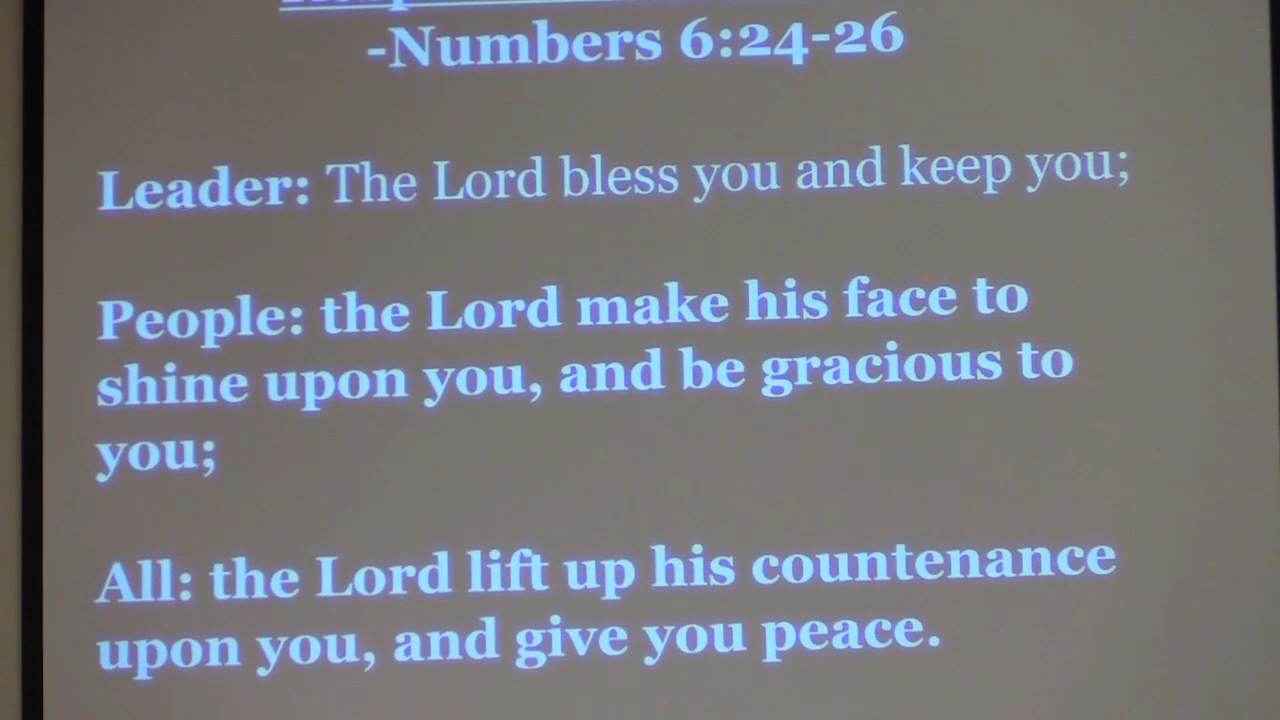 -Numbers 6:24-26
Leader: The Lord bless you and keep you;
People: the Lord make his face to
shine upon you, and be gracious to
you;
All: the Lord lift up his countenance
upon you, and give you peace.